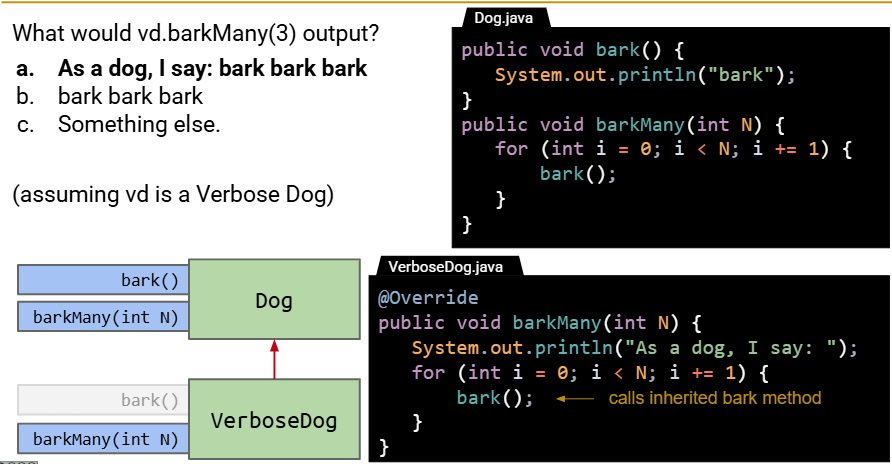 What would vd.barkMany(3) output?
a. As a dog, I say: bark bark bark
b. bark bark bark
c. Something else.
(assuming vd is a Verbose Dog)
Dog.java
public void bark() {
System.out.println("bark");
}
public void barkMany(int N) {
for (int i = 0; i < N; i += 1) {
bark();
}
}
bark()
barkMany(int N)
Dog
bark()
barkMany(int N)
VerboseDog
VerboseDog.java
@Override
public void barkMany(int N) {
System.out.println("As a dog, I say: ");
for (int i = 0; i < N; i += 1) {
bark(); calls inherited bark method
}
}